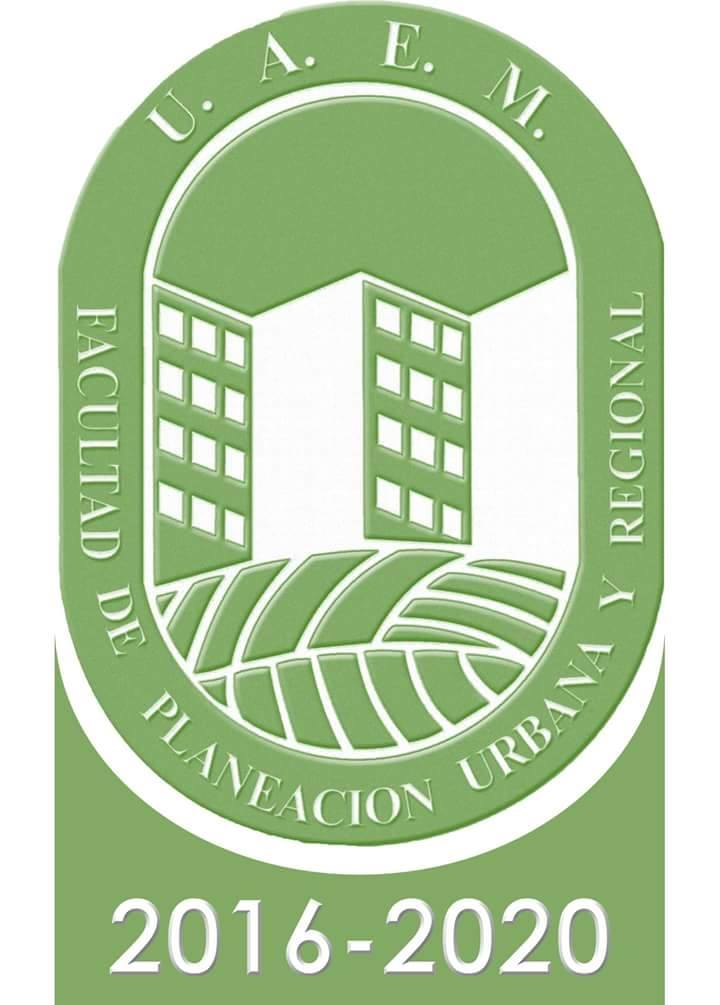 U. A. E. M.
FACULTAD DE PLANEACION URBANA Y REGIONAL
2016-2020